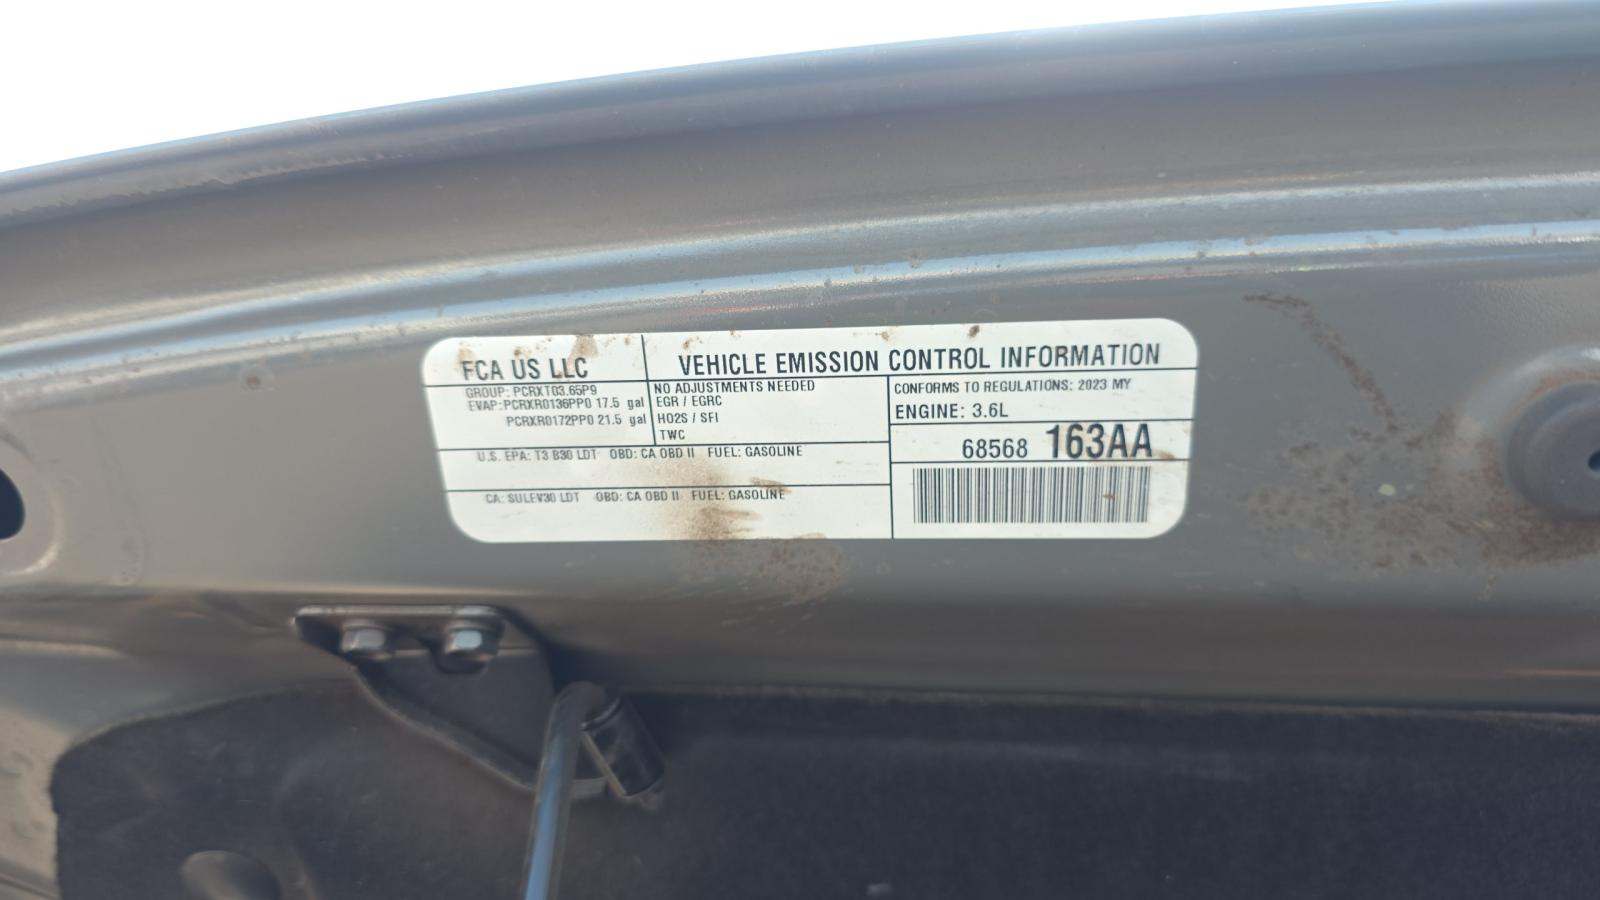 FCA US LLC
VEHICLE EMISSION CONTROL INFORMATION
GROUP: PCRXT03.65P9
EVAP: PCRXR0136PP0 17.5 gal
PCRXR0172PP0 21.5 gal
NO ADJUSTMENTS NEEDED
EGR / EGRC
HO2S / SFI
TWC
CONFORMS TO REGULATIONS: 2023 MY
ENGINE: 3.6L
68568 163AA
U.S. EPA: T3 B30 LDT OBD: CA OBD II FUEL: GASOLINE
CA: SULEV30 LDT OBD: CA OBD II FUEL: GASOLINE